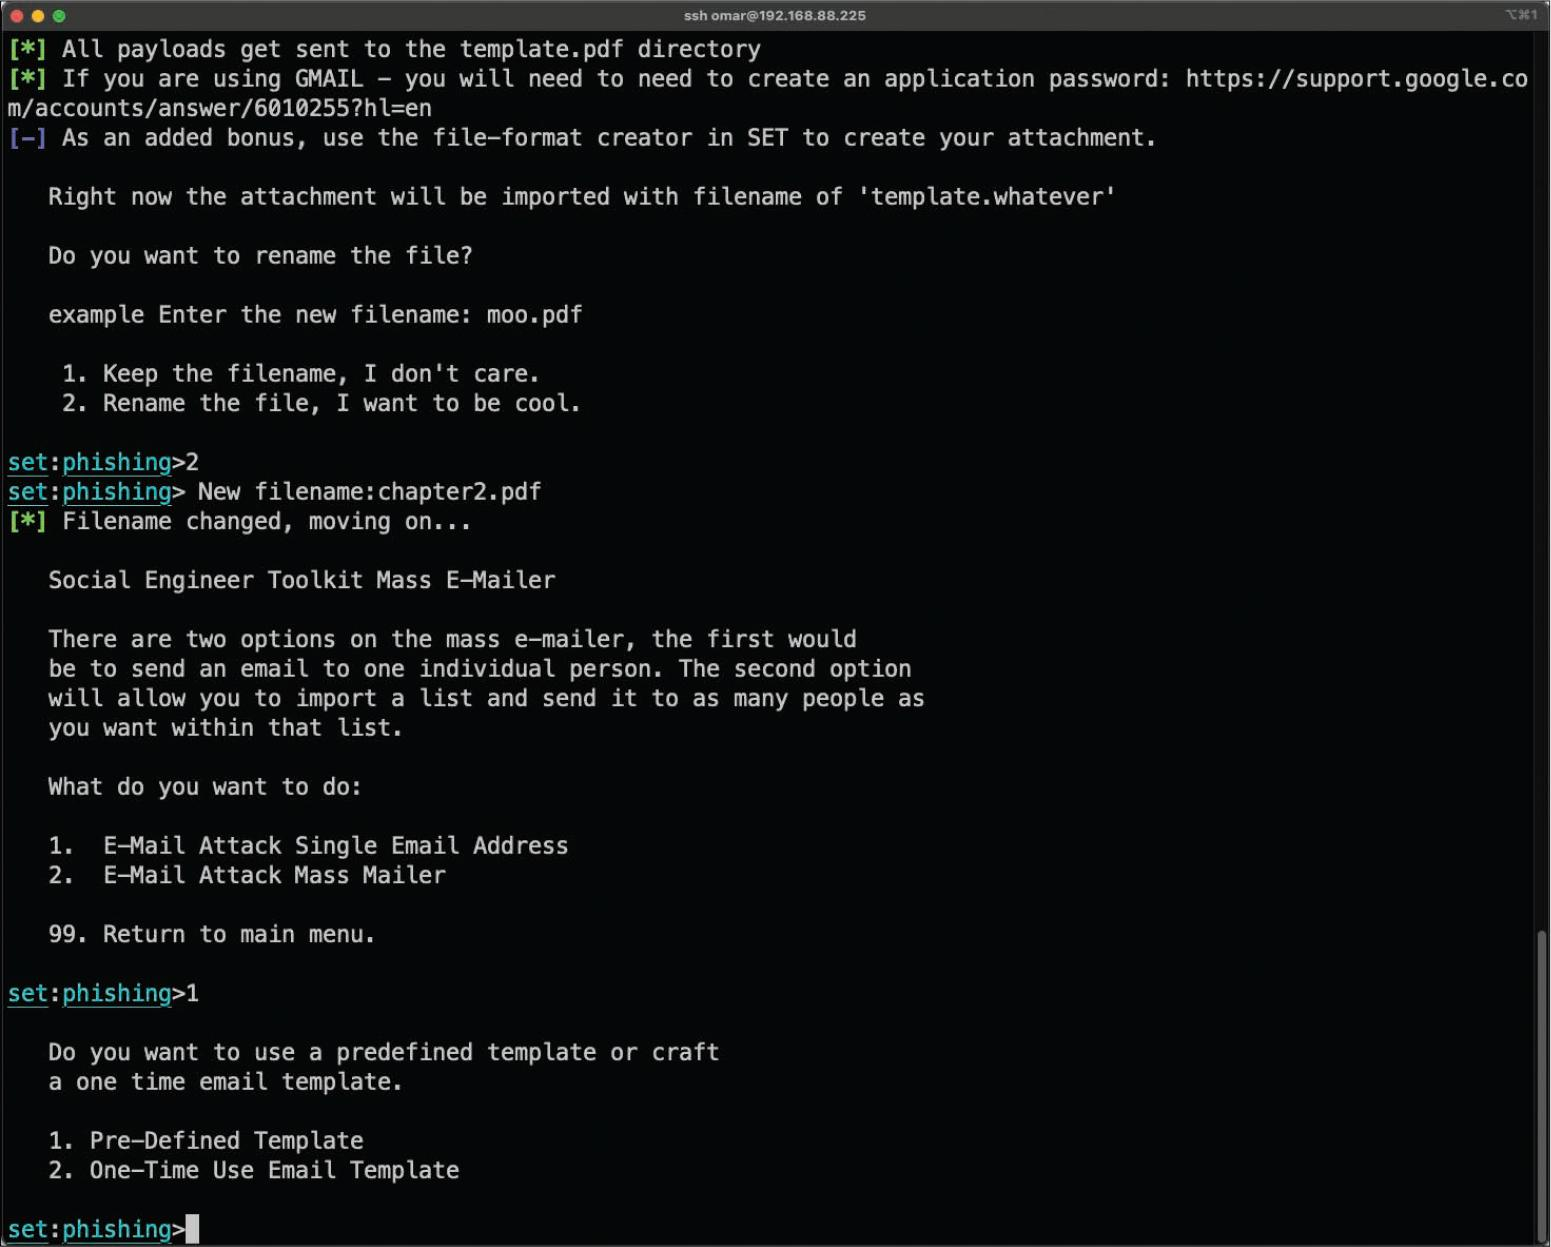 ssh omar@192.168.88.225
⌥⌘1
[*] All payloads get sent to the template.pdf directory
[*] If you are using GMAIL - you will need to need to create an application password: https://support.google.co
m/accounts/answer/6010255?hl=en
[-] As an added bonus, use the file-format creator in SET to create your attachment.
Right now the attachment will be imported with filename of 'template.whatever'
Do you want to rename the file?
example Enter the new filename: moo.pdf
1. Keep the filename, I don't care.
2. Rename the file, I want to be cool.
set:phishing>2
set:phishing> New filename:chapter2.pdf
[*] Filename changed, moving on...
Social Engineer Toolkit Mass E-Mailer
There are two options on the mass e-mailer, the first would
be to send an email to one individual person. The second option
will allow you to import a list and send it to as many people as
you want within that list.
What do you want to do:
1.  E-Mail Attack Single Email Address
2.  E-Mail Attack Mass Mailer
99. Return to main menu.
set:phishing>1
Do you want to use a predefined template or craft
a one time email template.
1. Pre-Defined Template
2. One-Time Use Email Template
set:phishing>